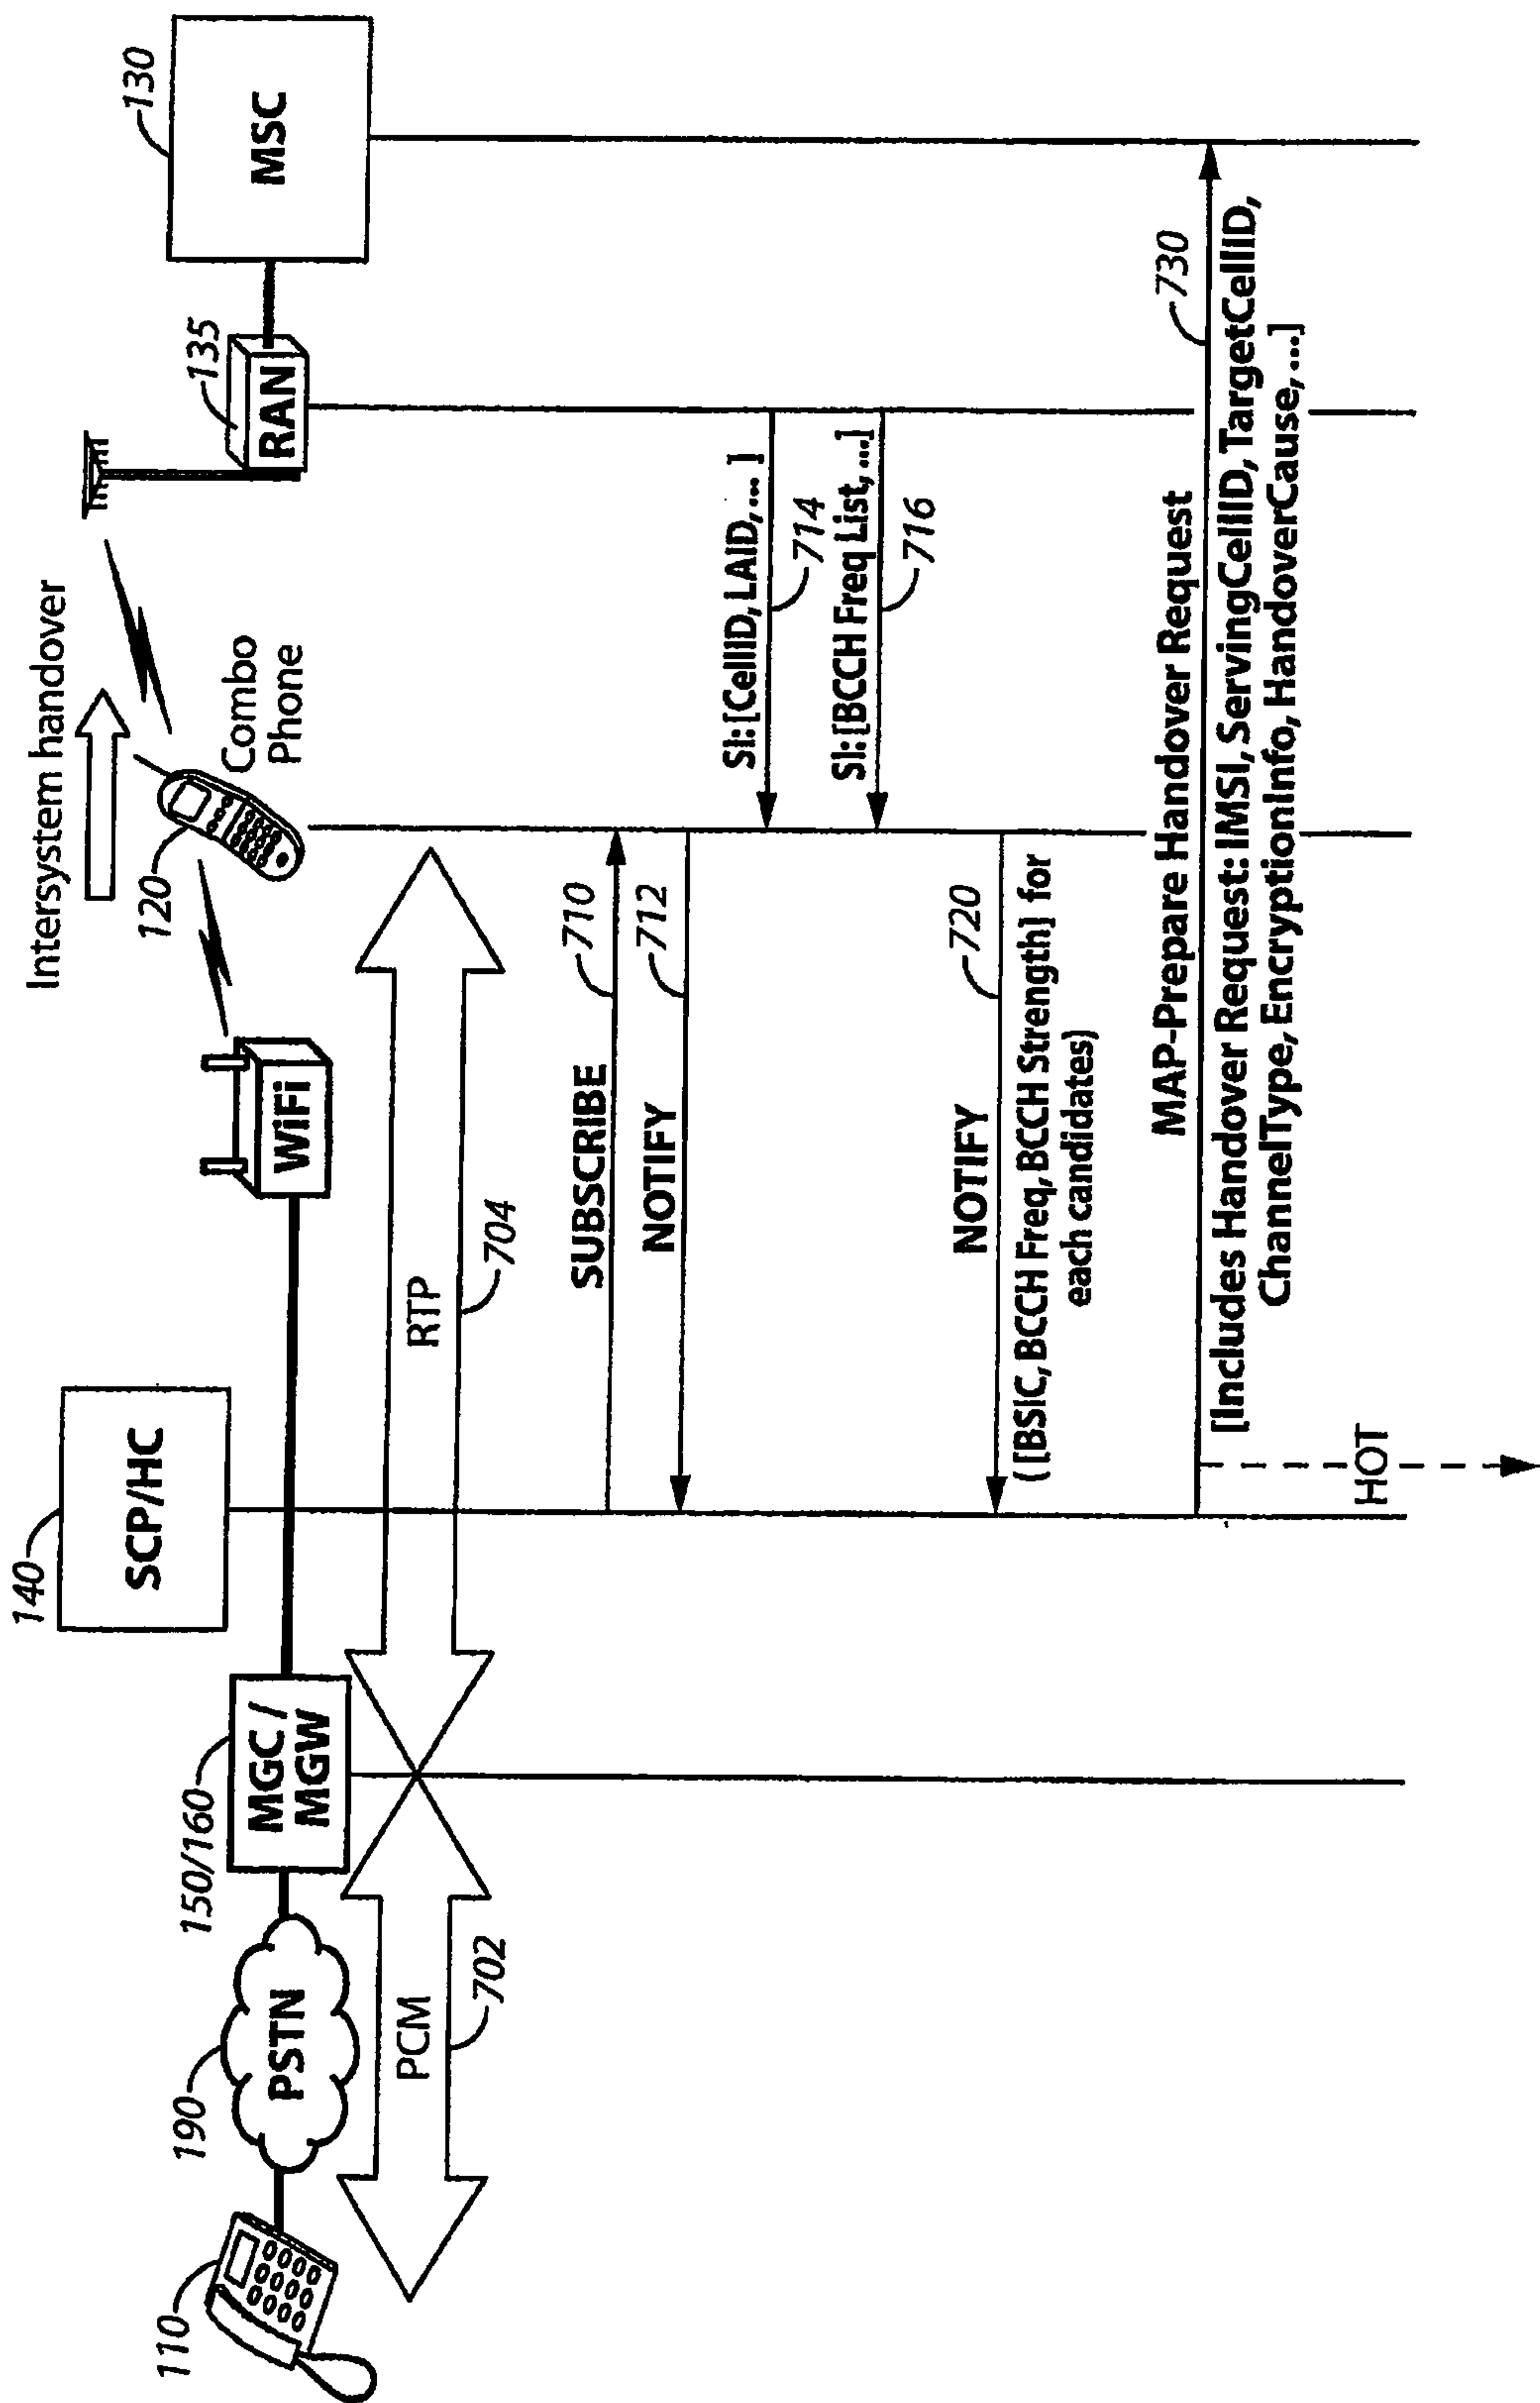 Intersystem handover
110
190
PSTN
150/160
MGC/
MGW
140
SCP/HC
WiFi
120
Combo
Phone
135
RAN
130
MSC
PCM
702
RTP
704
SUBSCRIBE
710
NOTIFY
712
SI:[CellID, LAID,... ]
714
SI:[BCCH Freq List,...]
716
NOTIFY
720
([BSIC, BCCH Freq, BCCH Strength] for
each candidates)
MAP-Prepare Handover Request
730
[Includes Handover Request: IMSI, ServingCellID, TargetCellID,
ChannelType, EncryptionInfo, HandoverCause, ...]
HOT